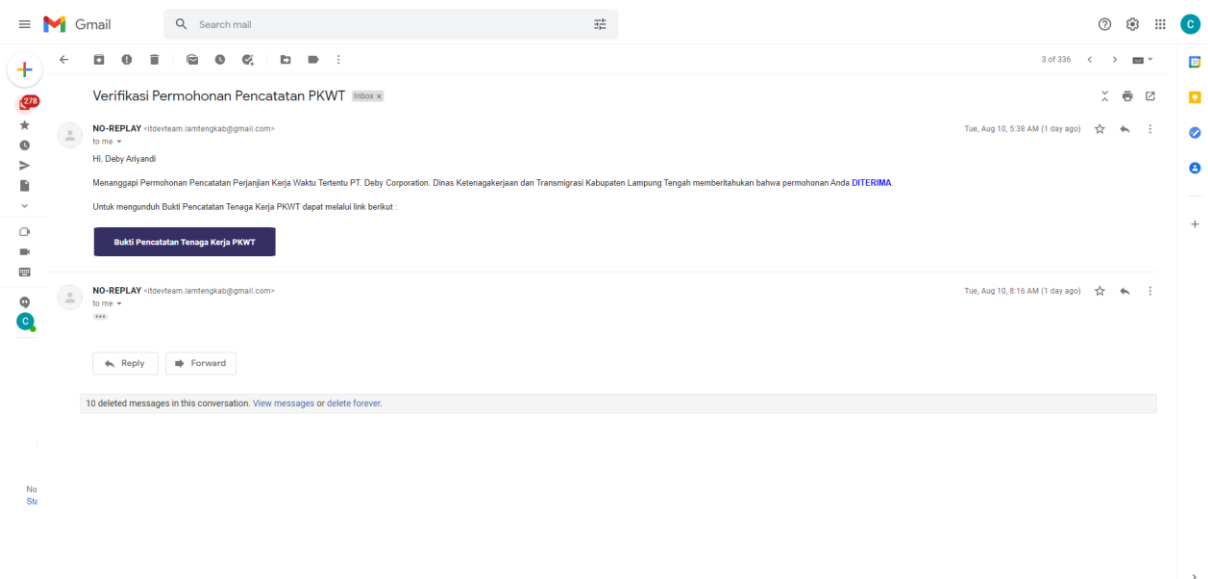 Gmail
Search mail
3 of 336
278
Verifikasi Permohonan Pencatatan PKWT Inbox x
NO-REPLAY <itdevteam.lamtengkab@gmail.com>
Tue, Aug 10, 5:38 AM (1 day ago)
to me
Hi, Deby Ariyandi
Menanggapi Permohonan Pencatatan Perjanjian Kerja Waktu Tertentu PT. Deby Corporation. Dinas Ketenagakerjaan dan Transmigrasi Kabupaten Lampung Tengah memberitahukan bahwa permohonan Anda DITERIMA.
Untuk mengunduh Bukti Pencatatan Tenaga Kerja PKWT dapat melalui link berikut :
Bukti Pencatatan Tenaga Kerja PKWT
NO-REPLAY <itdevteam.lamtengkab@gmail.com>
Tue, Aug 10, 8:16 AM (1 day ago)
to me
Reply
Forward
10 deleted messages in this conversation. View messages or delete forever.
No
Sta
C
C